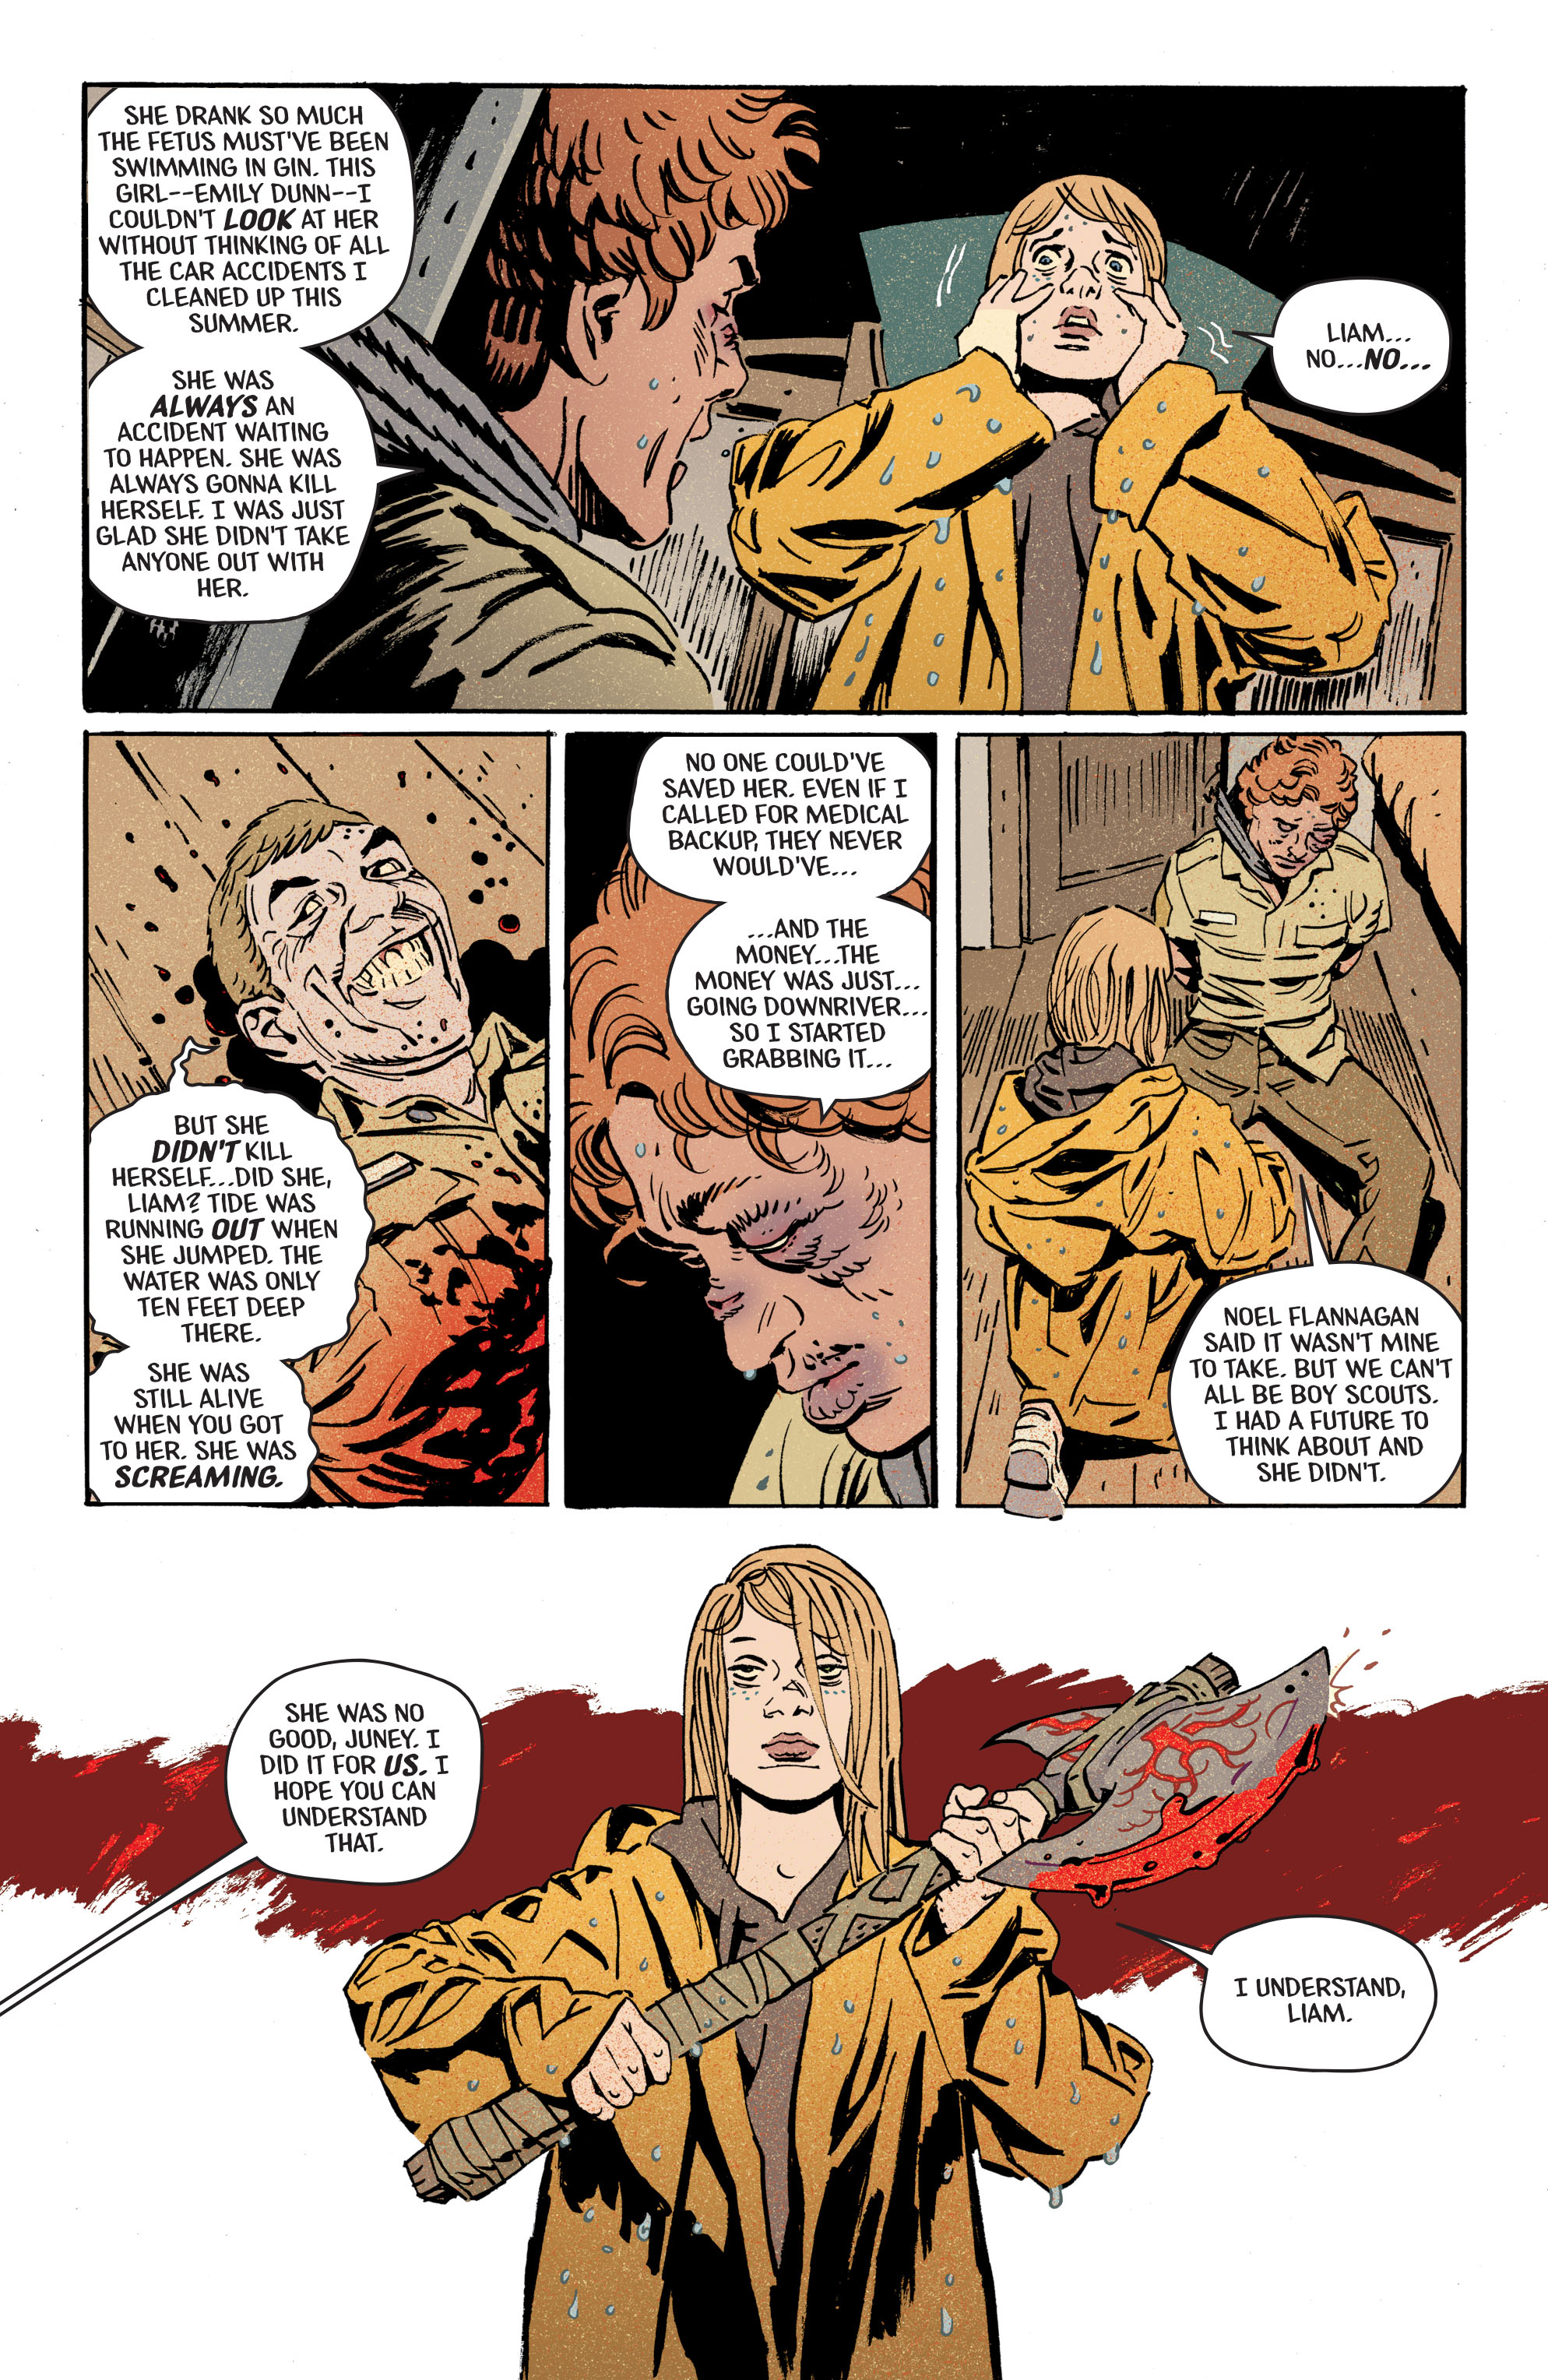 SHE DRANK SO MUCH
THE FETUS MUST'VE BEEN
SWIMMING IN GIN. THIS
GIRL--EMILY DUNN--I
COULDN'T LOOK AT HER
WITHOUT THINKING OF ALL
THE CAR ACCIDENTS I
CLEANED UP THIS
SUMMER.
SHE WAS
ALWAYS AN
ACCIDENT WAITING
TO HAPPEN. SHE WAS
ALWAYS GONNA KILL
HERSELF. I WAS JUST
GLAD SHE DIDN'T TAKE
ANYONE OUT WITH
HER.
LIAM...
NO...NO...
BUT SHE
DIDN'T KILL
HERSELF...DID SHE,
LIAM? TIDE WAS
RUNNING OUT WHEN
SHE JUMPED. THE
WATER WAS ONLY
TEN FEET DEEP
THERE.
SHE WAS
STILL ALIVE
WHEN YOU GOT
TO HER. SHE WAS
SCREAMING.
NO ONE COULD'VE
SAVED HER. EVEN IF I
CALLED FOR MEDICAL
BACKUP, THEY NEVER
WOULD'VE...
...AND THE
MONEY...THE
MONEY WAS JUST...
GOING DOWNRIVER...
SO I STARTED
GRABBING IT...
NOEL FLANNAGAN
SAID IT WASN'T MINE
TO TAKE. BUT WE CAN'T
ALL BE BOY SCOUTS.
I HAD A FUTURE TO
THINK ABOUT AND
SHE DIDN'T.
SHE WAS NO
GOOD, JUNEY. I
DID IT FOR US. I
HOPE YOU CAN
UNDERSTAND
THAT.
I UNDERSTAND,
LIAM.